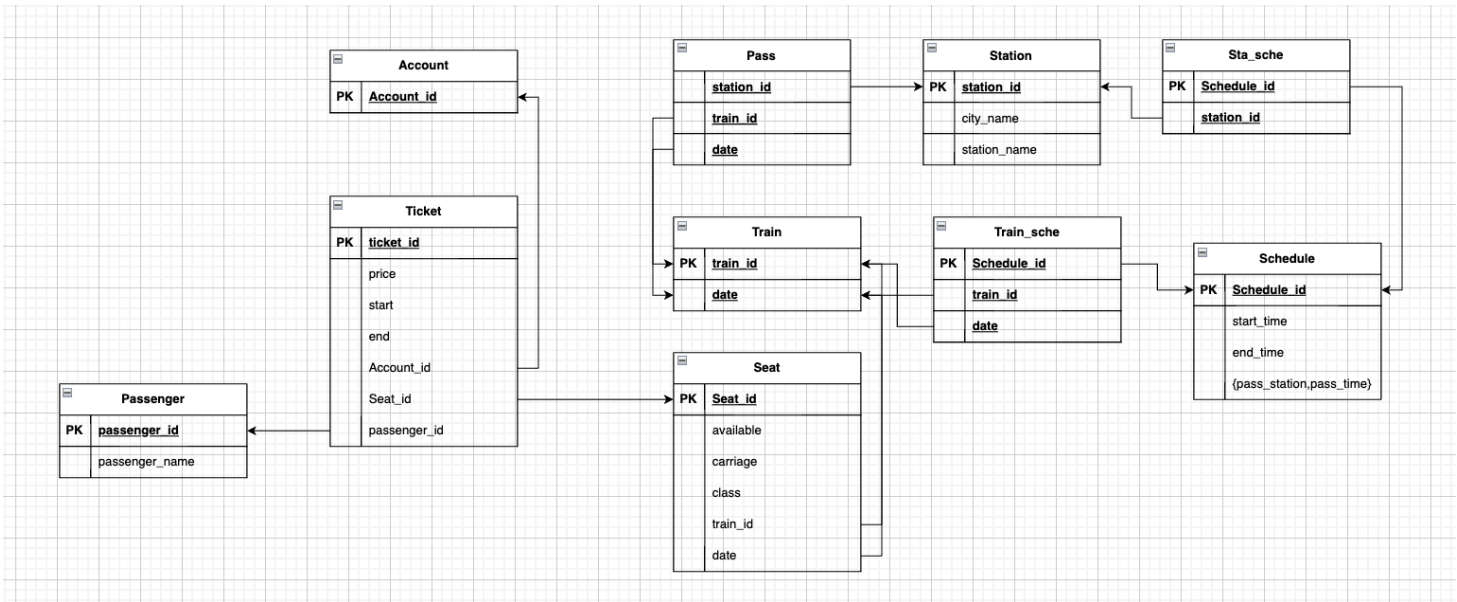 Account
PK Account_id
Ticket
PK ticket_id
price
start
end
Account_id
Seat_id
passenger_id
Passenger
PK passenger_id
passenger_name
Pass
station_id
train_id
date
Station
PK station_id
city_name
station_name
Sta_sche
PK Schedule_id
station_id
Train
PK train_id
date
Train_sche
PK Schedule_id
train_id
date
Schedule
PK Schedule_id
start_time
end_time
{pass_station,pass_time}
Seat
PK Seat_id
available
carriage
class
train_id
date